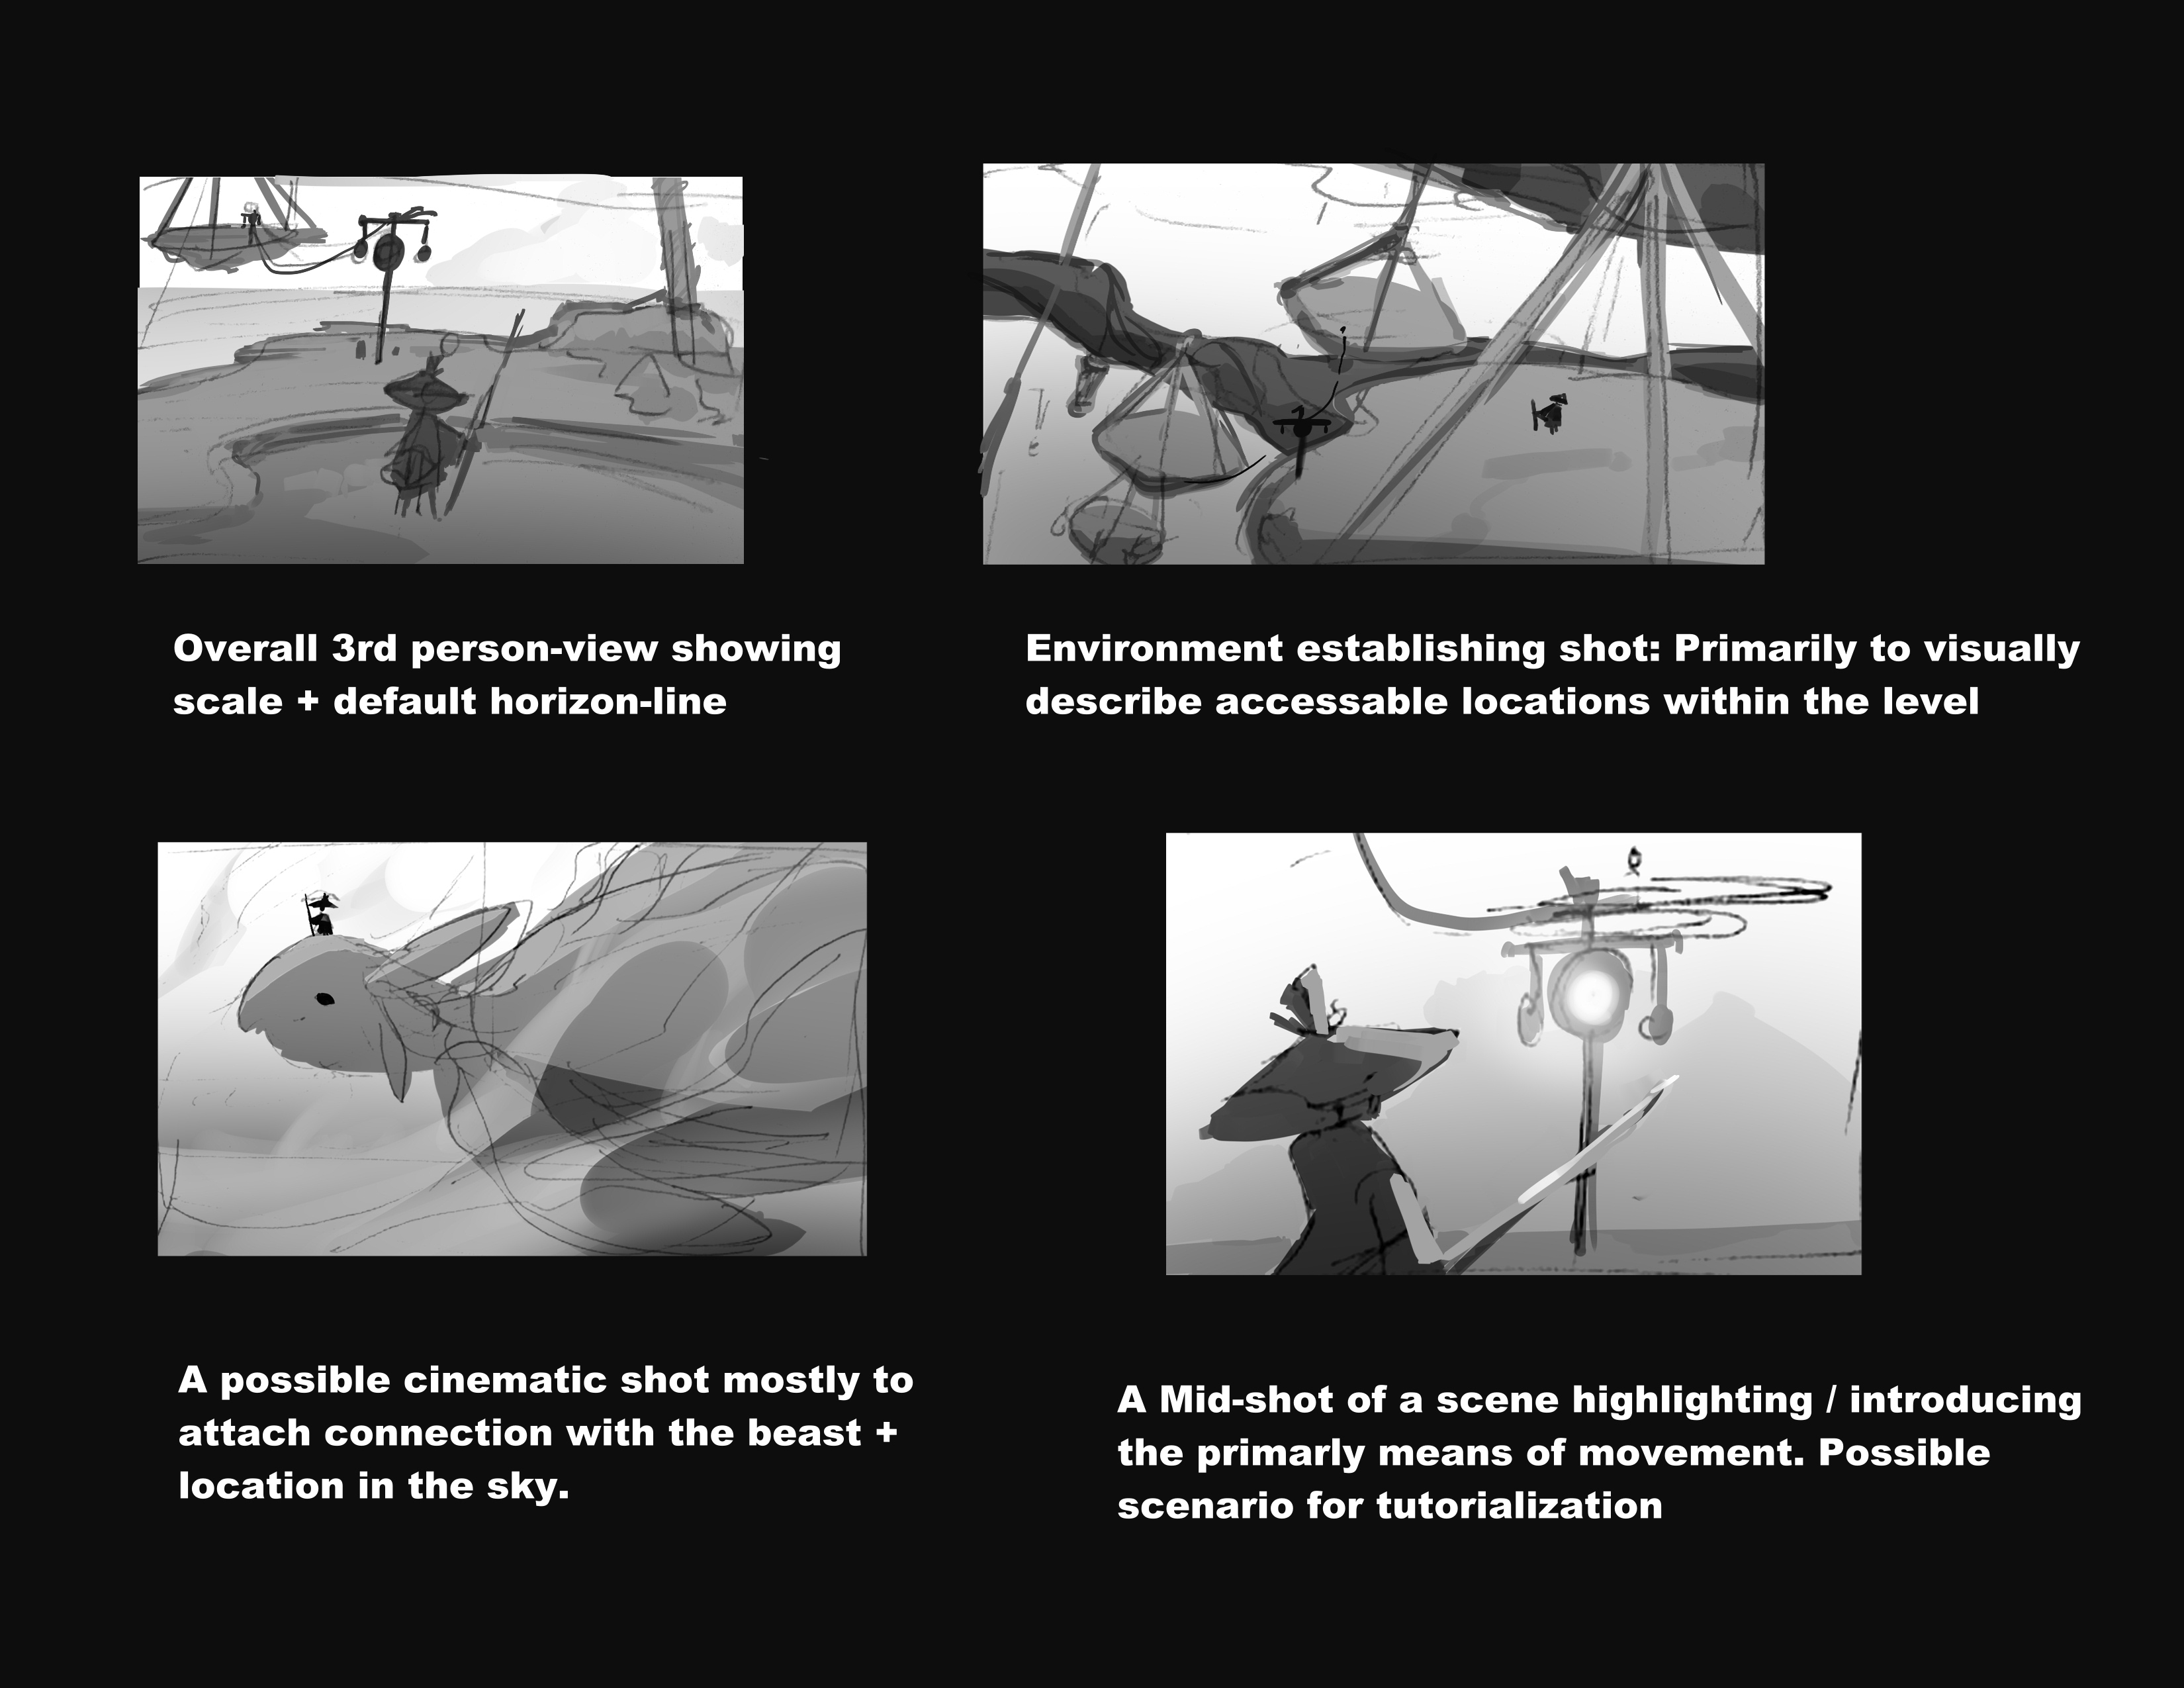 Overall 3rd person-view showing
scale + default horizon-line
Environment establishing shot: Primarily to visually
describe accessable locations within the level
A possible cinematic shot mostly to
attach connection with the beast +
location in the sky.
A Mid-shot of a scene highlighting / introducing
the primarly means of movement. Possible
scenario for tutorialization